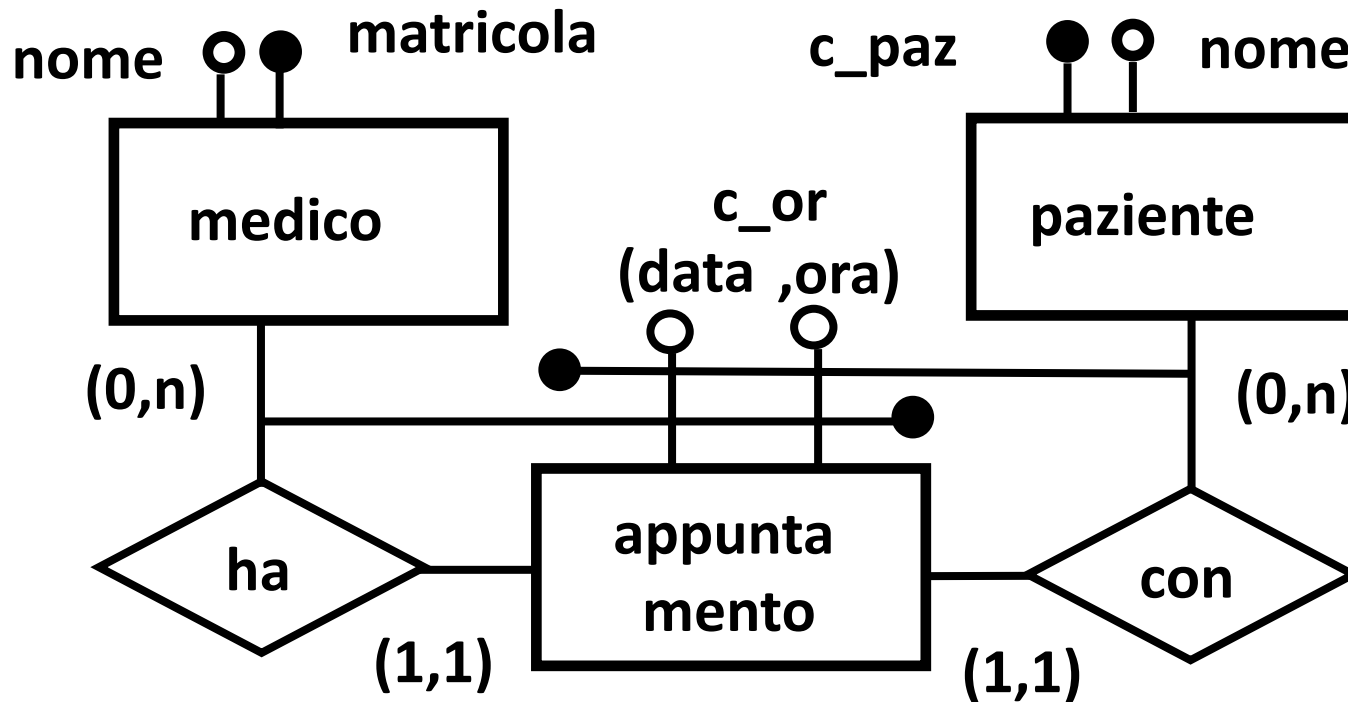 nome
matricola
c_paz
nome
medico
paziente
c_or
(data ,ora)
(0,n)
(0,n)
ha
appunta
mento
con
(1,1)
(1,1)